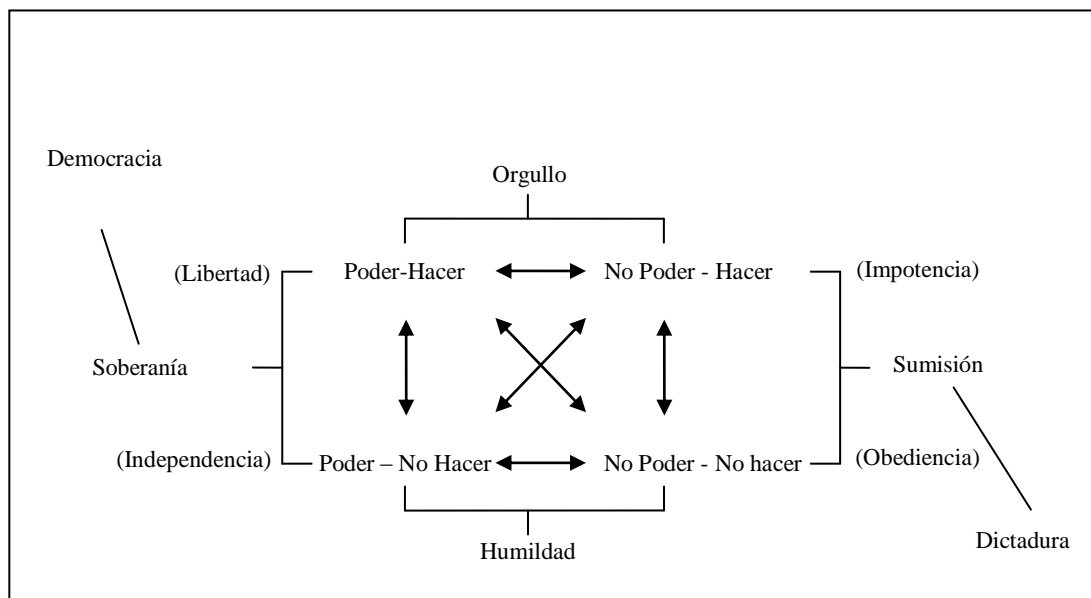 Democracia
Orgullo
(Libertad) Poder-Hacer No Poder - Hacer (Impotencia)
Soberanía Sumisión
(Independencia) Poder – No Hacer No Poder - No hacer (Obediencia)
Humildad Dictadura